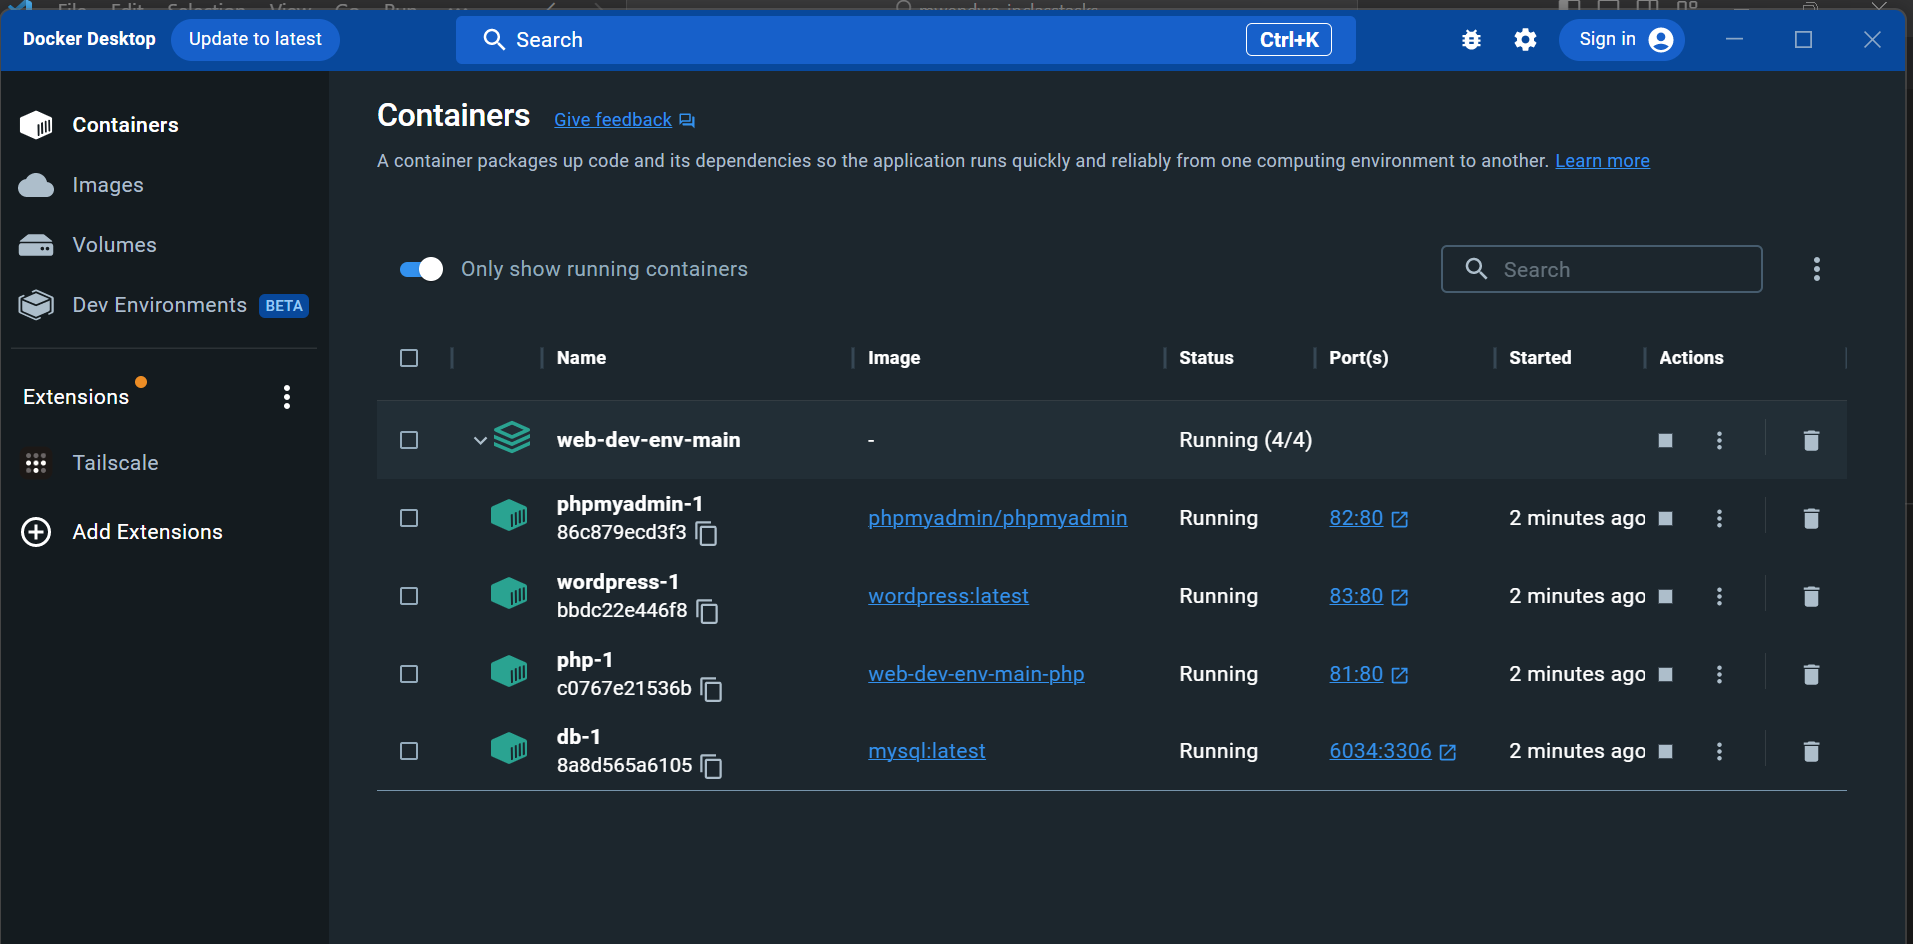 Docker Desktop Update to latest Search Ctrl+K Sign in
Containers
Images
Volumes
Dev Environments BETA
Extensions
Tailscale
Add Extensions
Containers Give feedback
A container packages up code and its dependencies so the application runs quickly and reliably from one computing environment to another. Learn more
Only show running containers Search
Name Image Status Port(s) Started Actions
web-dev-env-main - Running (4/4)
phpmyadmin-1
86c879ecd3f3 phpmyadmin/phpmyadmin Running 82:80 2 minutes ago
wordpress-1
bbdc22e446f8 wordpress:latest Running 83:80 2 minutes ago
php-1
c0767e21536b web-dev-env-main-php Running 81:80 2 minutes ago
db-1
8a8d565a6105 mysql:latest Running 6034:3306 2 minutes ago